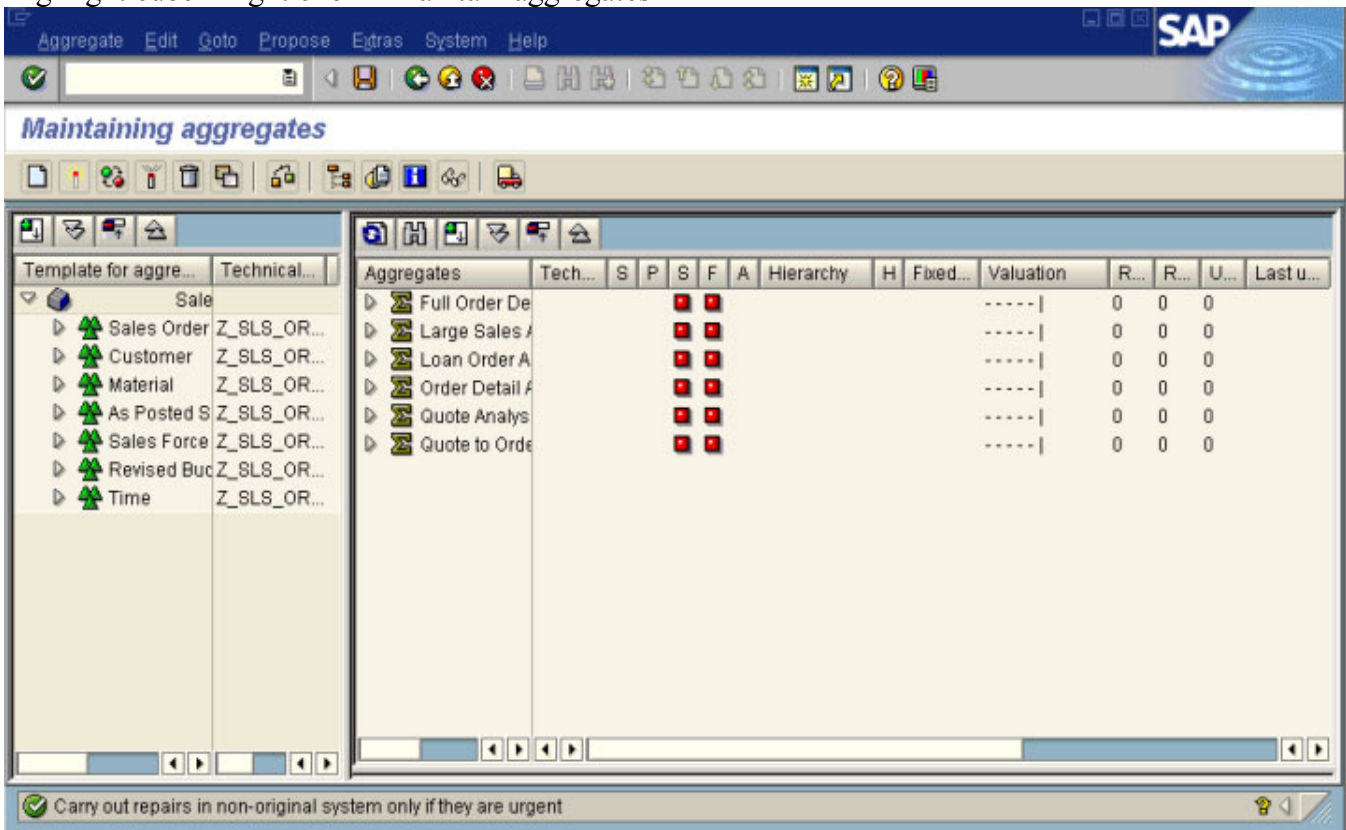 Aggregate Edit Goto Propose Extras System Help
SAP
Maintaining aggregates
Template for aggre... Technical...
Sale
Sales Order Z_SLS_OR...
Customer Z_SLS_OR...
Material Z_SLS_OR...
As Posted S Z_SLS_OR...
Sales Force Z_SLS_OR...
Revised Buc Z_SLS_OR...
Time Z_SLS_OR...
Aggregates Tech... S P S F A Hierarchy H Fixed... Valuation R... R... U... Last u...
Full Order De -----| 0 0 0
Large Sales A -----| 0 0 0
Loan Order A -----| 0 0 0
Order Detail A -----| 0 0 0
Quote Analys -----| 0 0 0
Quote to Orde -----| 0 0 0
Carry out repairs in non-original system only if they are urgent